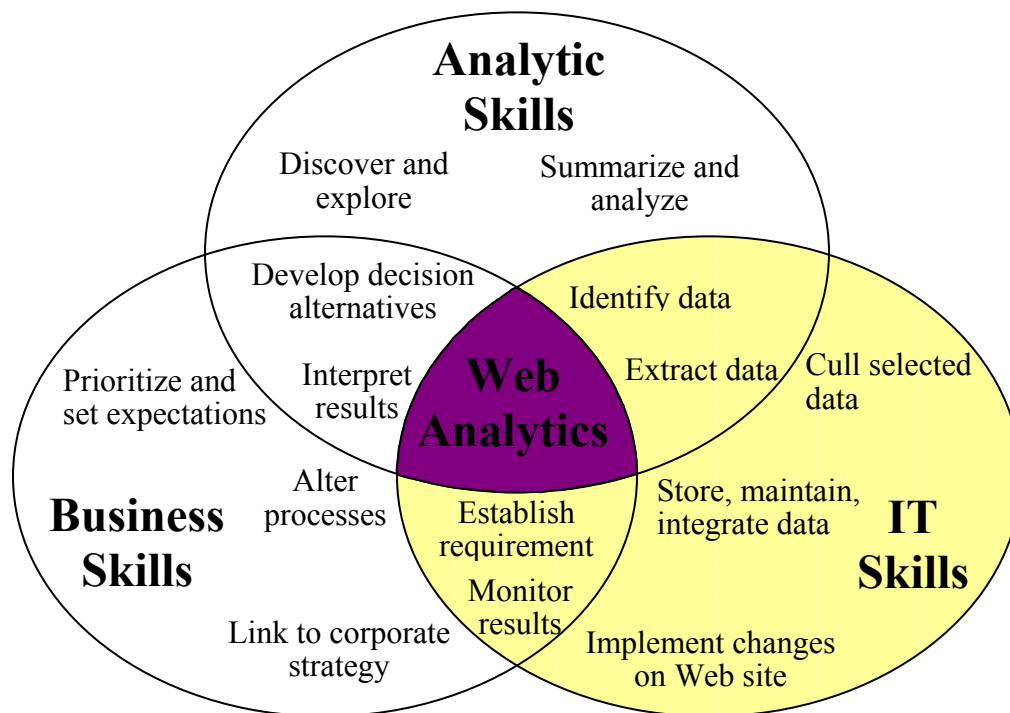 Analytic
Skills
Discover and
explore
Summarize and
analyze
Develop decision
alternatives
Identify data
Prioritize and
set expectations
Interpret
results
Web
Analytics
Extract data
Cull selected
data
Business
Skills
Alter
processes
Establish
requirement
Store, maintain,
integrate data
IT
Skills
Monitor
results
Link to corporate
strategy
Implement changes
on Web site